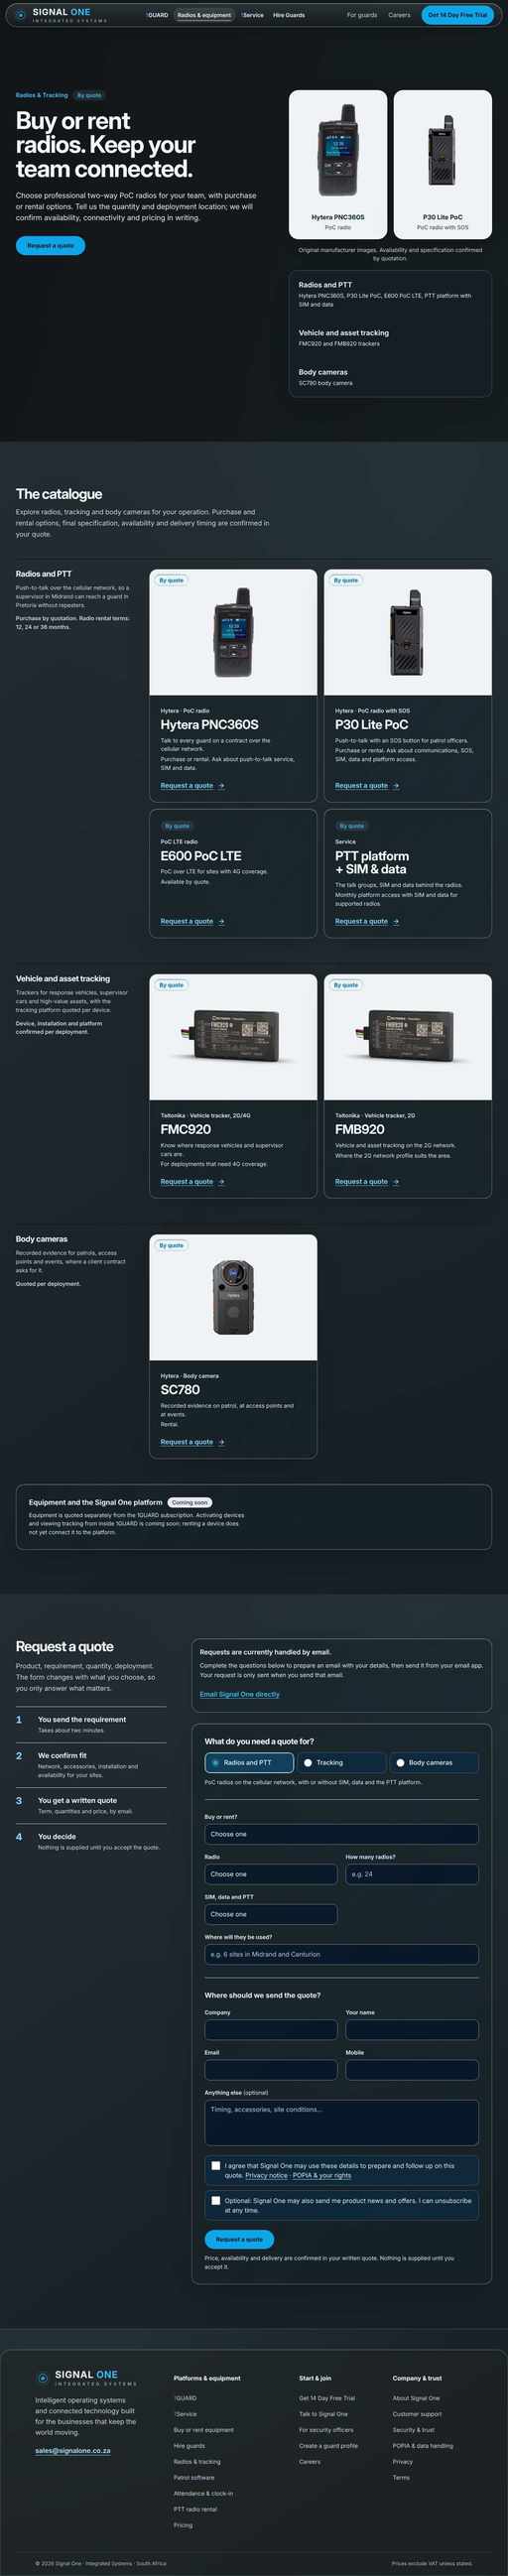 SIGNAL ONE
INTEGRATED SYSTEMS
1GUARD
Radios & equipment
1Service
Hire Guards
For guards
Careers
Get 14 Day Free Trial
Radios & Tracking
By quote
Buy or rent
radios. Keep your
team connected.
Choose professional two-way PoC radios for your team, with purchase
or rental options. Tell us the quantity and deployment location; we will
confirm availability, connectivity and pricing in writing.
Request a quote
Hytera PNC360S
PoC radio
P30 Lite PoC
PoC radio with SOS
Original manufacturer images. Availability and specification confirmed
by quotation.
Radios and PTT
Hytera PNC360S, P30 Lite PoC, E600 PoC LTE, PTT platform with
SIM and data
Vehicle and asset tracking
FMC920 and FMB920 trackers
Body cameras
SC780 body camera
The catalogue
Explore radios, tracking and body cameras for your operation. Purchase and
rental options, final specification, availability and delivery timing are confirmed in
your quote.
Radios and PTT
Push-to-talk over the cellular network, so a
supervisor in Midrand can reach a guard in
Pretoria without repeaters.
Purchase by quotation. Radio rental terms:
12, 24 or 36 months.
By quote
Hytera · PoC radio
Hytera PNC360S
Talk to every guard on a contract over the
cellular network.
Purchase or rental. Ask about push-to-talk service,
SIM and data.
Request a quote →
By quote
Hytera · PoC radio with SOS
P30 Lite PoC
Push-to-talk with an SOS button for patrol officers.
Purchase or rental. Ask about communications, SOS,
SIM, data and platform access.
Request a quote →
By quote
PoC LTE radio
E600 PoC LTE
PoC over LTE for sites with 4G coverage.
Available by quote.
Request a quote →
By quote
Service
PTT platform
+ SIM & data
The talk groups, SIM and data behind the radios.
Monthly platform access with SIM and data for
supported radios.
Request a quote →
Vehicle and asset tracking
Trackers for response vehicles, supervisor
cars and high-value assets, with the
tracking platform quoted per device.
Device, installation and platform
confirmed per deployment.
By quote
FMC920
Teltonika · Vehicle tracker, 2G/4G
FMC920
Know where response vehicles and supervisor
cars are.
For deployments that need 4G coverage.
Request a quote →
By quote
FMB920
Teltonika · Vehicle tracker, 2G
FMB920
Vehicle and asset tracking on the 2G network.
Where the 2G network profile suits the area.
Request a quote →
Body cameras
Recorded evidence for patrols, access
points and events, where a client contract
asks for it.
Quoted per deployment.
By quote
Hytera
Hytera · Body camera
SC780
Recorded evidence on patrol, at access points and
at events.
Rental.
Request a quote →
Equipment and the Signal One platform
Coming soon
Equipment is quoted separately from the 1GUARD subscription. Activating devices
and viewing tracking from inside 1GUARD is coming soon; renting a device does
not yet connect it to the platform.
Request a quote
Product, requirement, quantity, deployment.
The form changes with what you choose, so
you only answer what matters.
1
You send the requirement
Takes about two minutes.
2
We confirm fit
Network, accessories, installation and
availability for your sites.
3
You get a written quote
Term, quantities and price, by email.
4
You decide
Nothing is supplied until you accept the quote.
Requests are currently handled by email.
Complete the questions below to prepare an email with your details, then send it from your email app.
Your request is only sent when you send that email.
Email Signal One directly
What do you need a quote for?
Radios and PTT
Tracking
Body cameras
PoC radios on the cellular network, with or without SIM, data and the PTT platform.
Buy or rent?
Choose one
Radio
How many radios?
Choose one
e.g. 24
SIM, data and PTT
Choose one
Where will they be used?
e.g. 6 sites in Midrand and Centurion
Where should we send the quote?
Company
Your name
Email
Mobile
Anything else (optional)
Timing, accessories, site conditions...
I agree that Signal One may use these details to prepare and follow up on this
quote. Privacy notice · POPIA & your rights
Optional: Signal One may also send me product news and offers. I can unsubscribe
at any time.
Request a quote
Price, availability and delivery are confirmed in your written quote. Nothing is supplied until you
accept it.
SIGNAL ONE
INTEGRATED SYSTEMS
Intelligent operating systems
and connected technology built
for the businesses that keep the
world moving.
sales@signalone.co.za
Platforms & equipment
1GUARD
1Service
Buy or rent equipment
Hire guards
Radios & tracking
Patrol software
Attendance & clock-in
PTT radio rental
Pricing
Start & join
Get 14 Day Free Trial
Talk to Signal One
For security officers
Create a guard profile
Careers
Company & trust
About Signal One
Customer support
Security & trust
POPIA & data handling
Privacy
Terms
© 2026 Signal One · Integrated Systems · South Africa
Prices exclude VAT unless stated.